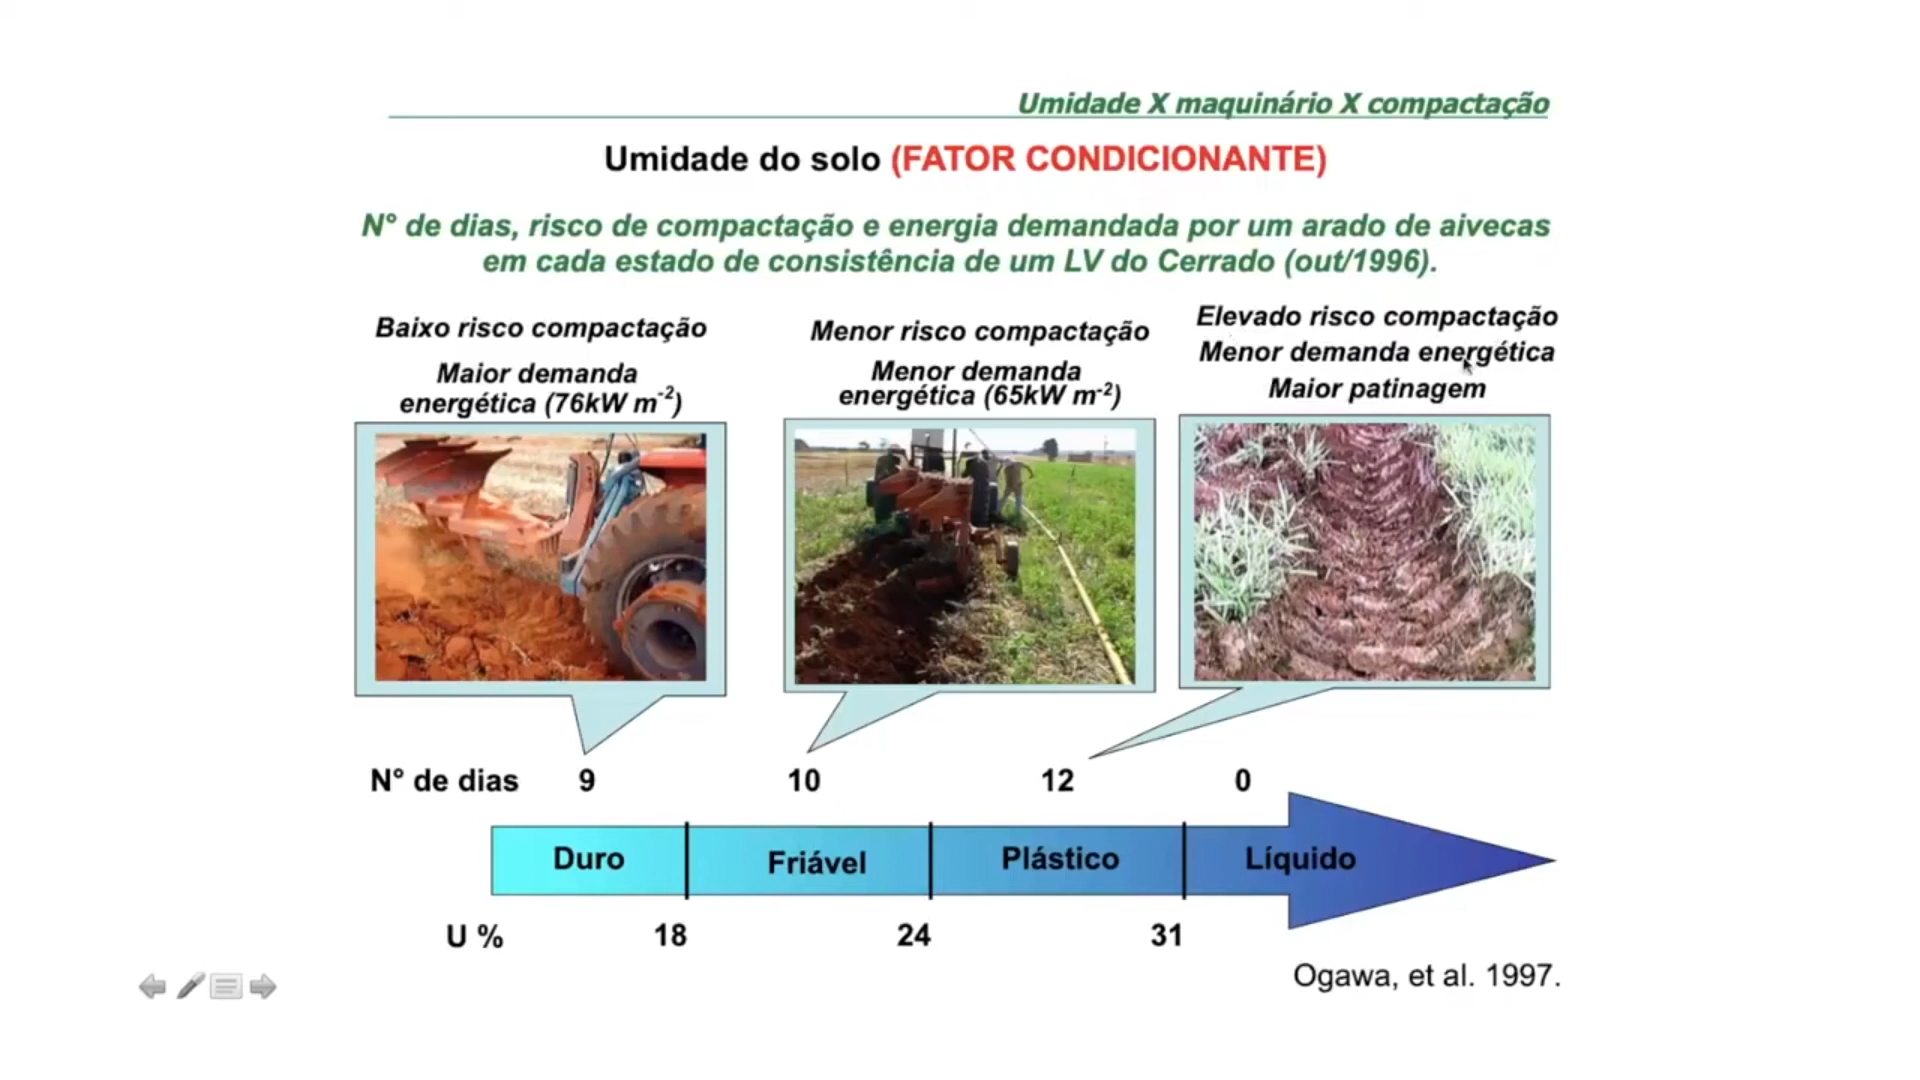 Umidade X maquinário X compactação
Umidade do solo (FATOR CONDICIONANTE)
N° de dias, risco de compactação e energia demandada por um arado de aivecas
em cada estado de consistência de um LV do Cerrado (out/1996).
Baixo risco compactação
Maior demanda
energética (76kW m⁻²)
Menor risco compactação
Menor demanda
energética (65kW m⁻²)
Elevado risco compactação
Menor demanda energética
Maior patinagem
N° de dias 9 10 12 0
Duro Friável Plástico Líquido
U % 18 24 31
Ogawa, et al. 1997.